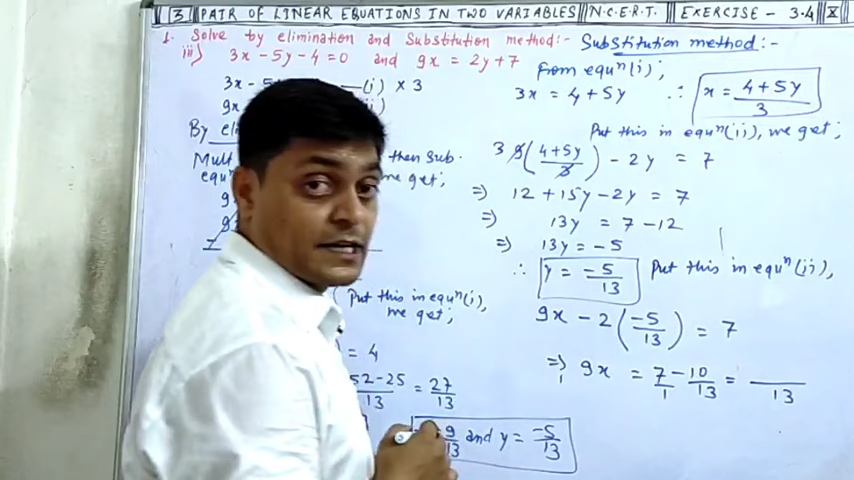 3. PAIR OF LINEAR EQUATIONS IN TWO VARIABLES || N.C.E.R.T. || EXERCISE - 3.4 || X
1. Solve by elimination and Substitution method:-
iii) 3x - 5y - 4 = 0 and 9x = 2y + 7
3x - 5 (i) × 3
9x
By el
Mult then sub.
equⁿ we get;
Put this in equⁿ(i),
we get;
= 4
52-25/13 = 27/13
9/13 and y = -5/13
Substitution method:-
from equⁿ(i);
3x = 4 + 5y ∴ x = 4+5y/3
Put this in equⁿ(ii), we get;
3 9(4+5y/3) - 2y = 7
=> 12 + 15y - 2y = 7
=> 13y = 7 - 12
=> 13y = -5
∴ y = -5/13 Put this in equⁿ(ii),
9x - 2(-5/13) = 7
=> 9x = 7/1 - 10/13 = /13